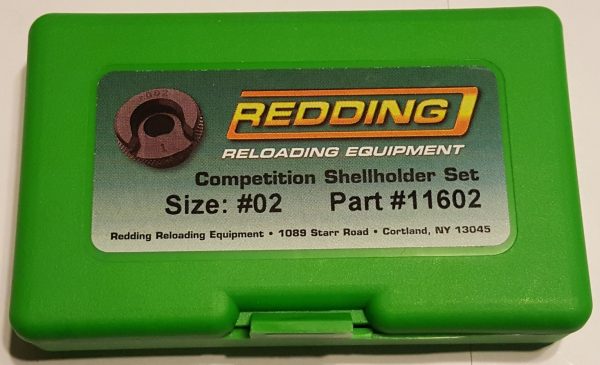 REDDING
RELOADING EQUIPMENT
Competition Shellholder Set
Size: #02 Part #11602
Redding Reloading Equipment • 1089 Starr Road • Cortland, NY 13045